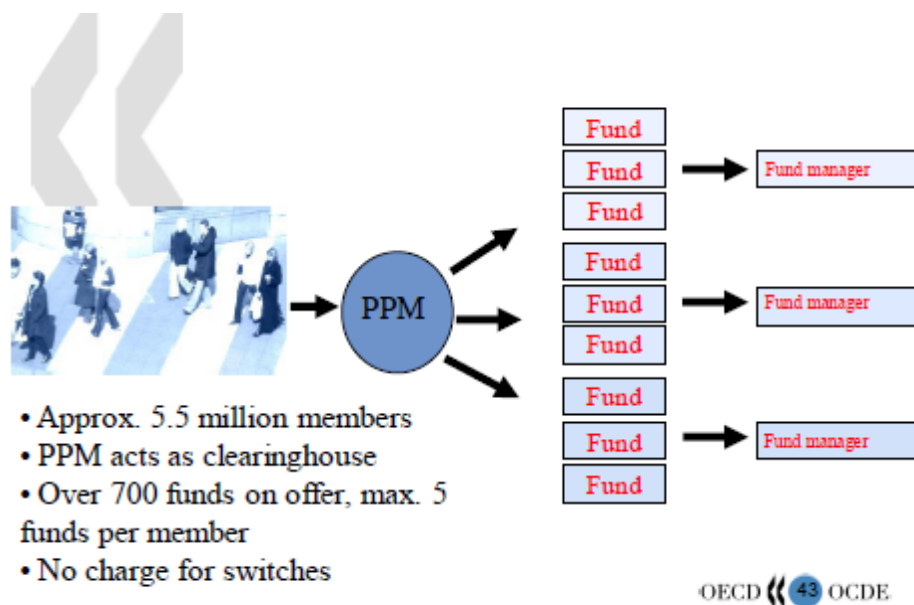 Fund
Fund
Fund manager
Fund
Fund
PPM
Fund
Fund manager
Fund
Fund
Fund
Fund manager
Fund
• Approx. 5.5 million members
• PPM acts as clearinghouse
• Over 700 funds on offer, max. 5
funds per member
• No charge for switches
OECD 43 OCDE